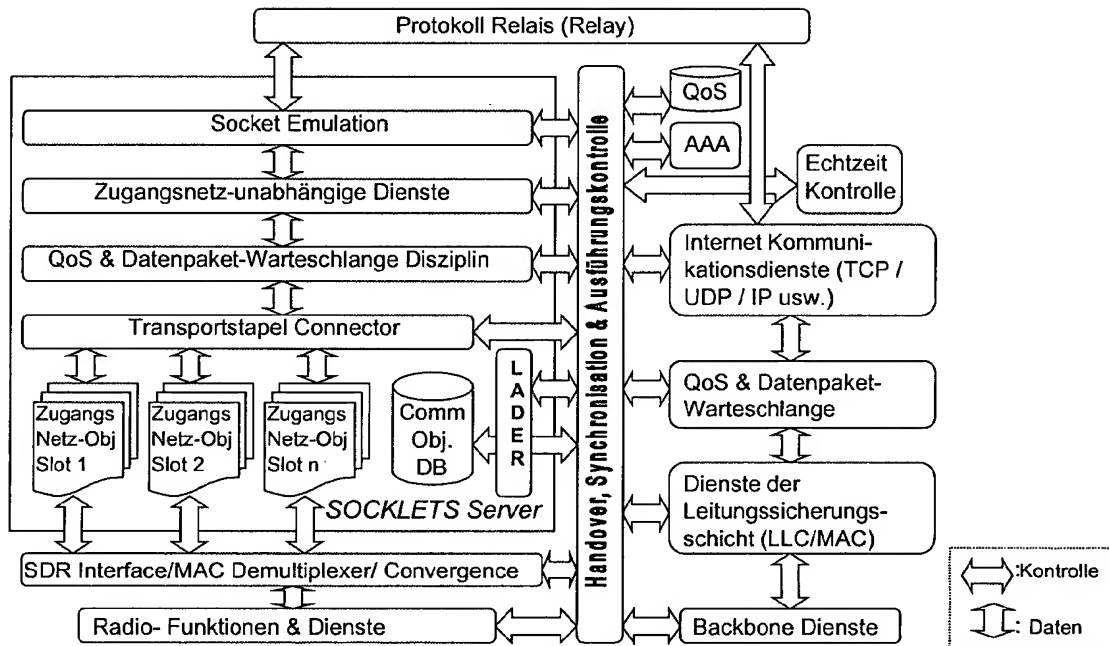 Protokoll Relais (Relay)
Socket Emulation
Zugangsnetz-unabhängige Dienste
QoS & Datenpaket-Warteschlange Disziplin
Transportstapel Connector
Zugangs
Netz-Obj
Slot 1
Zugangs
Netz-Obj
Slot 2
Zugangs
Netz-Obj
Slot n
Comm
Obj.
DB
LADER
SOCKLETS Server
SDR Interface/MAC Demultiplexer/ Convergence
Radio- Funktionen & Dienste
Handover, Synchronisation & Ausführungskontrolle
QoS
AAA
Echtzeit
Kontrolle
Internet Kommuni-
kationsdienste (TCP /
UDP / IP usw.)
QoS & Datenpaket-
Warteschlange
Dienste der
Leitungssicherungs-
schicht (LLC/MAC)
Backbone Dienste
:Kontrolle
: Daten